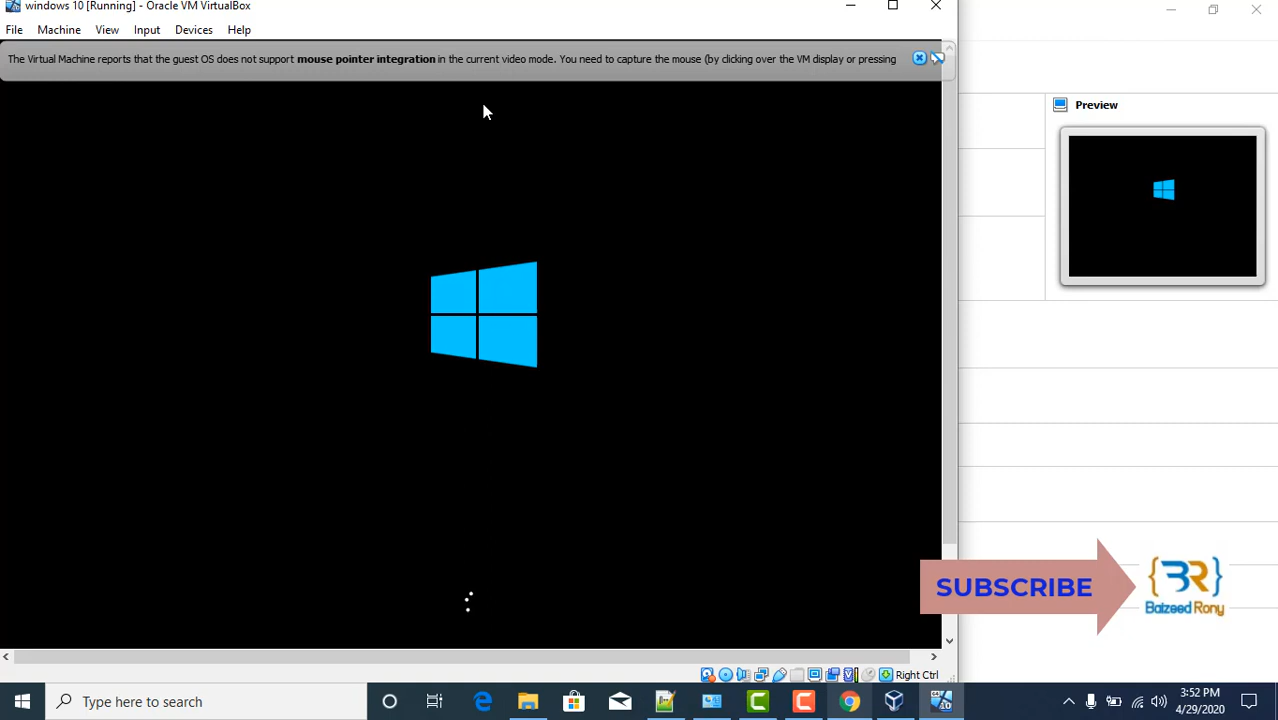 windows 10 [Running] - Oracle VM VirtualBox
File Machine View Input Devices Help
The Virtual Machine reports that the guest OS does not support mouse pointer integration in the current video mode. You need to capture the mouse (by clicking over the VM display or pressing
Preview
SUBSCRIBE
{BR}
Baizeed Rony
Right Ctrl
Type here to search
3:52 PM
4/29/2020